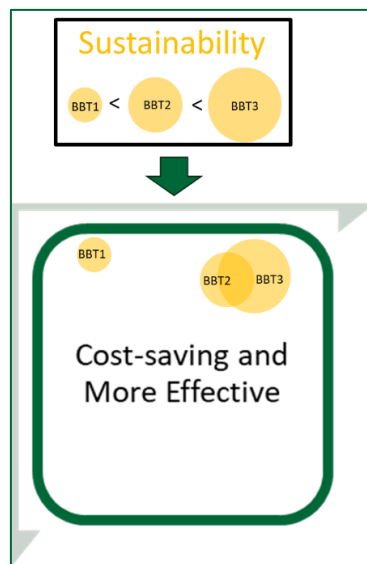 Sustainability
BBT1 < BBT2 < BBT3
BBT1
BBT2 BBT3
Cost-saving and
More Effective